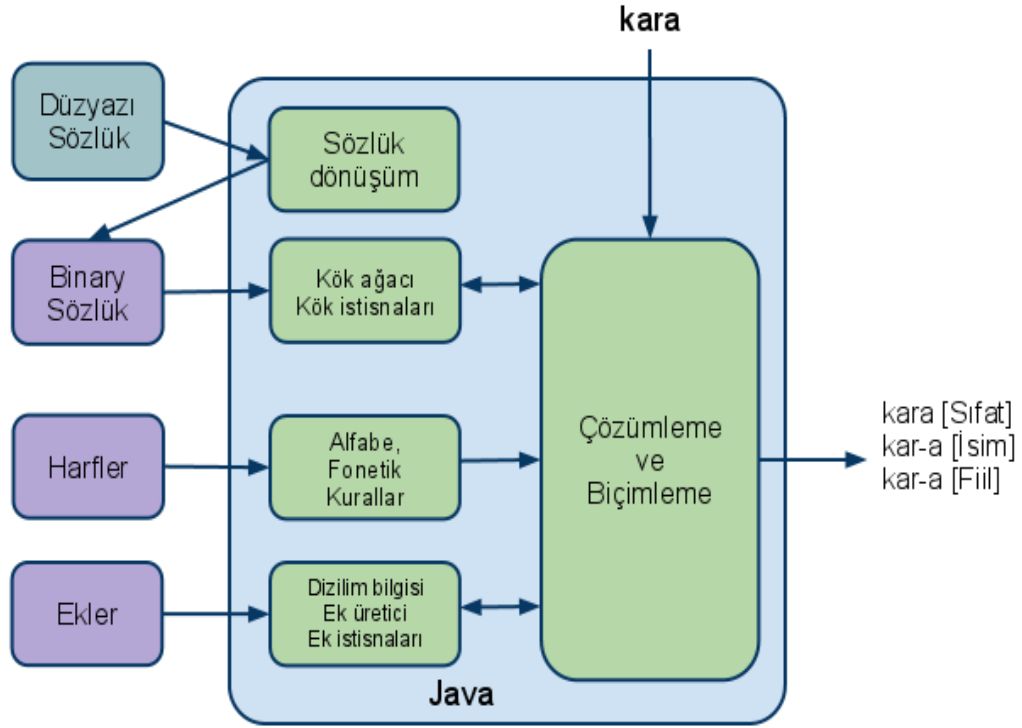 kara
Düzyazı
Sözlük
Sözlük
dönüşüm
Binary
Sözlük
Kök ağacı
Kök istisnaları
Harfler
Alfabe,
Fonetik
Kurallar
Çözümleme
ve
Biçimleme
kara [Sıfat]
kar-a [İsim]
kar-a [Fiil]
Ekler
Dizilim bilgisi
Ek üretici
Ek istisnaları
Java